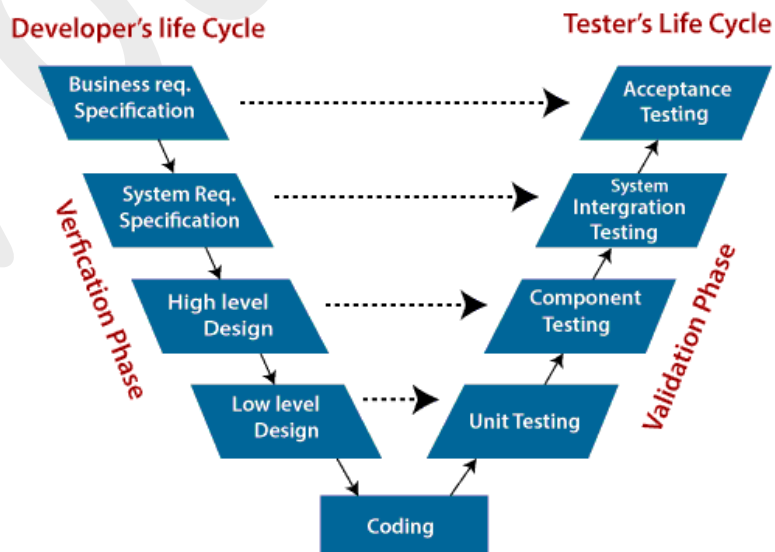 Developer's life Cycle
Tester's Life Cycle
Business req.
Specification
Acceptance
Testing
System Req.
Specification
System
Intergration
Testing
Verfication Phase
High level
Design
Component
Testing
Validation Phase
Low level
Design
Unit Testing
Coding